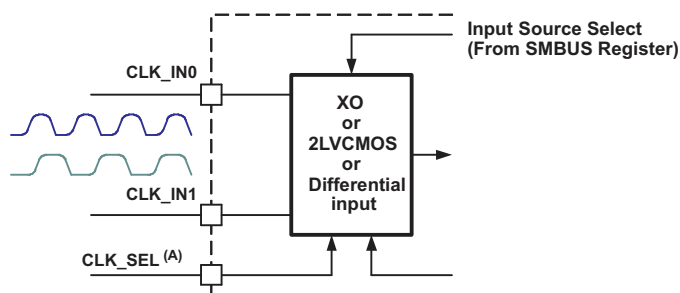 Input Source Select
(From SMBUS Register)
CLK_IN0
XO
or
2LVCMOS
or
Differential
input
CLK_IN1
CLK_SEL (A)